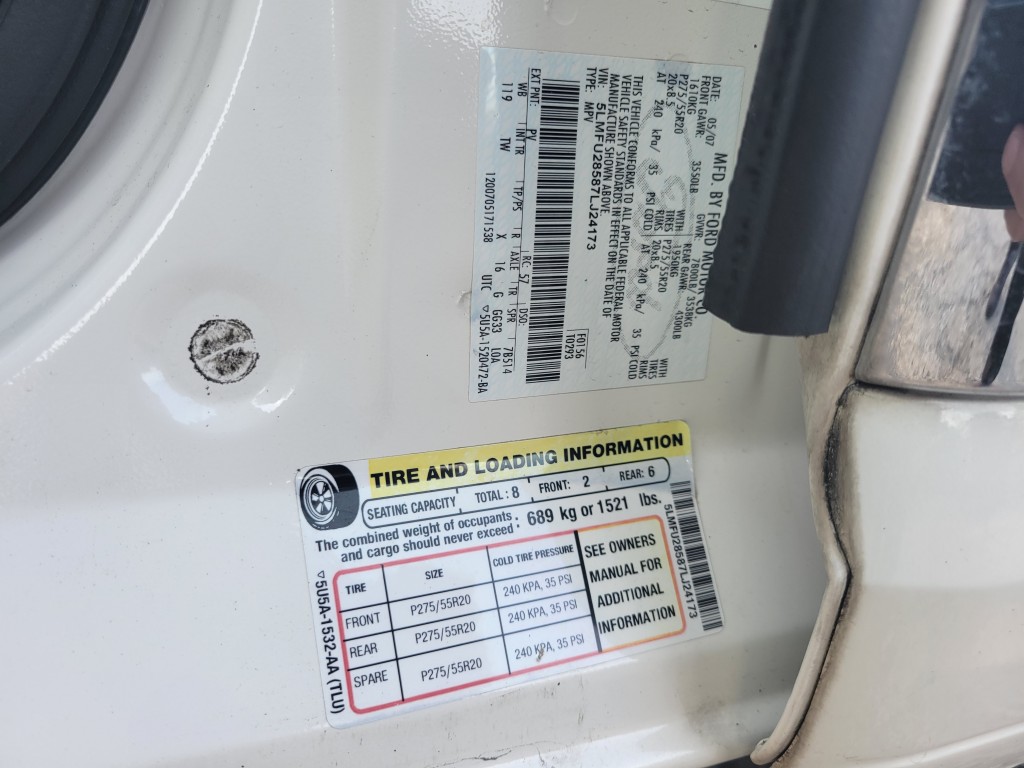 MFD. BY FORD MOTOR CO
DATE: 05/07 GVWR: 7800LB/ 3538KG
FRONT GAWR: 3550LB REAR GAWR: 4300LB
1610KG WITH 1950KG WITH
P275/55R20 TIRES P275/55R20 TIRES
20x8.5 RIMS 20x8.5 RIMS
AT 240 kPa/ 35 PSI COLD AT 240 kPa/ 35 PSI COLD
THIS VEHICLE CONFORMS TO ALL APPLICABLE FEDERAL MOTOR
VEHICLE SAFETY STANDARDS IN EFFECT ON THE DATE OF
MANUFACTURE SHOWN ABOVE.
VIN: 5LMFU28587LJ24173
TYPE: MPV
F0156
T0293
EXT PNT: PV RC: 57 DSO:
WB INT TR TP/PS R AXLE TR SPR 7B514
119 TW X 16 G GG33 LOA
1200705171538 UTC ▽5U5A-1520472-BA
TIRE AND LOADING INFORMATION
SEATING CAPACITY TOTAL : 8 FRONT: 2 REAR: 6
The combined weight of occupants and cargo should never exceed : 689 kg or 1521 lbs.
TIRE SIZE COLD TIRE PRESSURE
FRONT P275/55R20 240 KPA, 35 PSI
REAR P275/55R20 240 KPA, 35 PSI
SPARE P275/55R20 240 KPA, 35 PSI
SEE OWNERS
MANUAL FOR
ADDITIONAL
INFORMATION
5LMFU28587LJ24173
▽5U5A-1532-AA (TLU)